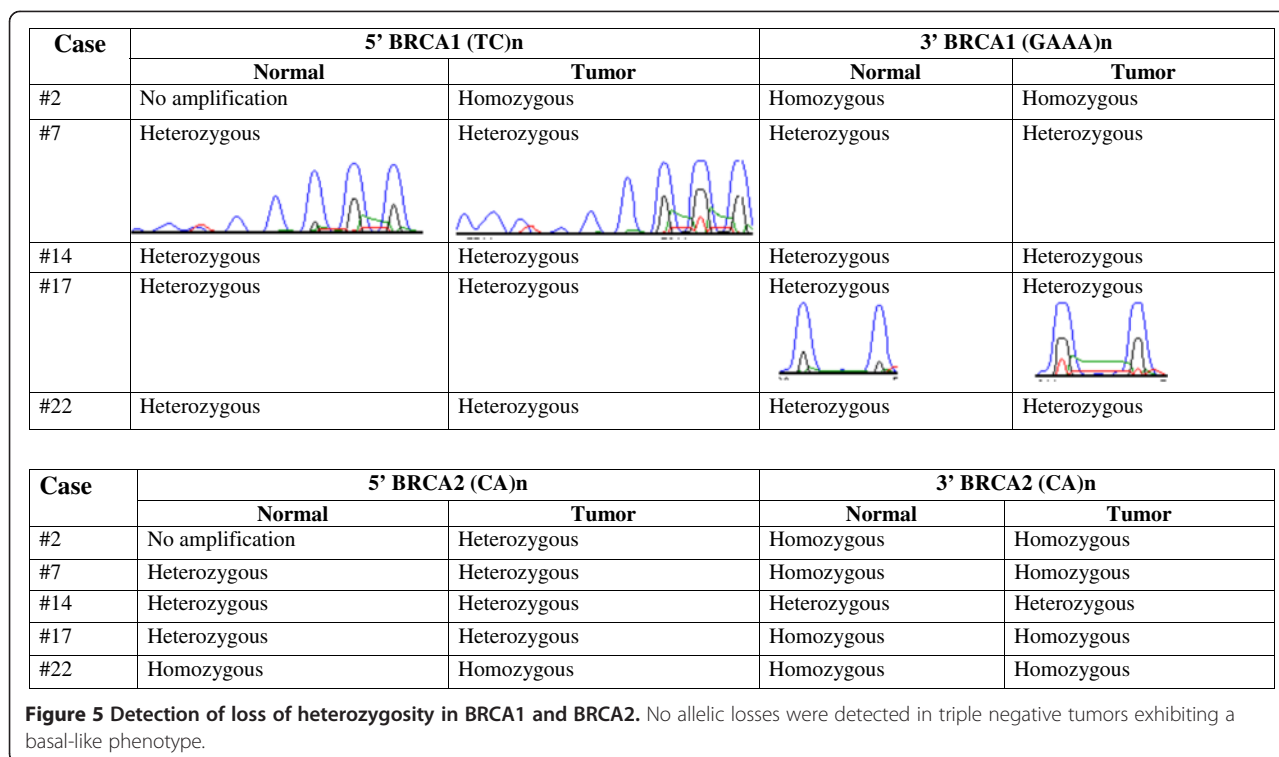 Case 5' BRCA1 (TC)n 3' BRCA1 (GAAA)n
Normal Tumor Normal Tumor
#2 No amplification Homozygous Homozygous Homozygous
#7 Heterozygous Heterozygous Heterozygous Heterozygous
#14 Heterozygous Heterozygous Heterozygous Heterozygous
#17 Heterozygous Heterozygous Heterozygous Heterozygous
#22 Heterozygous Heterozygous Heterozygous Heterozygous
Case 5' BRCA2 (CA)n 3' BRCA2 (CA)n
Normal Tumor Normal Tumor
#2 No amplification Heterozygous Homozygous Homozygous
#7 Heterozygous Heterozygous Homozygous Homozygous
#14 Heterozygous Heterozygous Heterozygous Heterozygous
#17 Heterozygous Heterozygous Homozygous Homozygous
#22 Homozygous Homozygous Homozygous Homozygous
Figure 5 Detection of loss of heterozygosity in BRCA1 and BRCA2. No allelic losses were detected in triple negative tumors exhibiting a
basal-like phenotype.